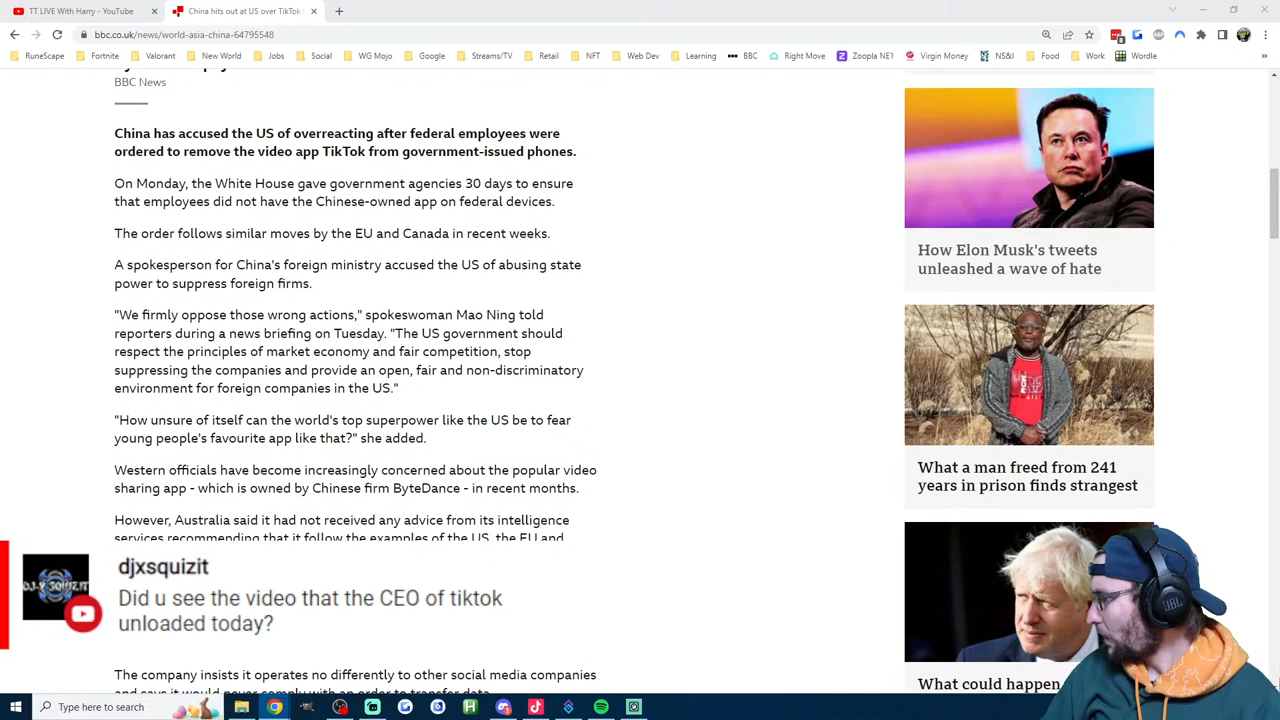 TT LIVE With Harry - YouTube
China hits out at US over TikTok
bbc.co.uk/news/world-asia-china-64795548
RuneScape Fortnite Valorant New World Jobs Social WG Mojo Google Streams/TV Retail NFT Web Dev Learning BBC Right Move Zoopla NE1 Virgin Money NS&I Food Work Wordle
BBC News
China has accused the US of overreacting after federal employees were
ordered to remove the video app TikTok from government-issued phones.
On Monday, the White House gave government agencies 30 days to ensure
that employees did not have the Chinese-owned app on federal devices.
The order follows similar moves by the EU and Canada in recent weeks.
A spokesperson for China's foreign ministry accused the US of abusing state
power to suppress foreign firms.
"We firmly oppose those wrong actions," spokeswoman Mao Ning told
reporters during a news briefing on Tuesday. "The US government should
respect the principles of market economy and fair competition, stop
suppressing the companies and provide an open, fair and non-discriminatory
environment for foreign companies in the US."
"How unsure of itself can the world's top superpower like the US be to fear
young people's favourite app like that?" she added.
Western officials have become increasingly concerned about the popular video
sharing app - which is owned by Chinese firm ByteDance - in recent months.
However, Australia said it had not received any advice from its intelligence
services recommending that it follow the examples of the US, the EU and
djxsquizit
Did u see the video that the CEO of tiktok
unloaded today?
The company insists it operates no differently to other social media companies
and says it would never comply with an order to transfer data
How Elon Musk's tweets
unleashed a wave of hate
What a man freed from 241
years in prison finds strangest
What could happen
Type here to search